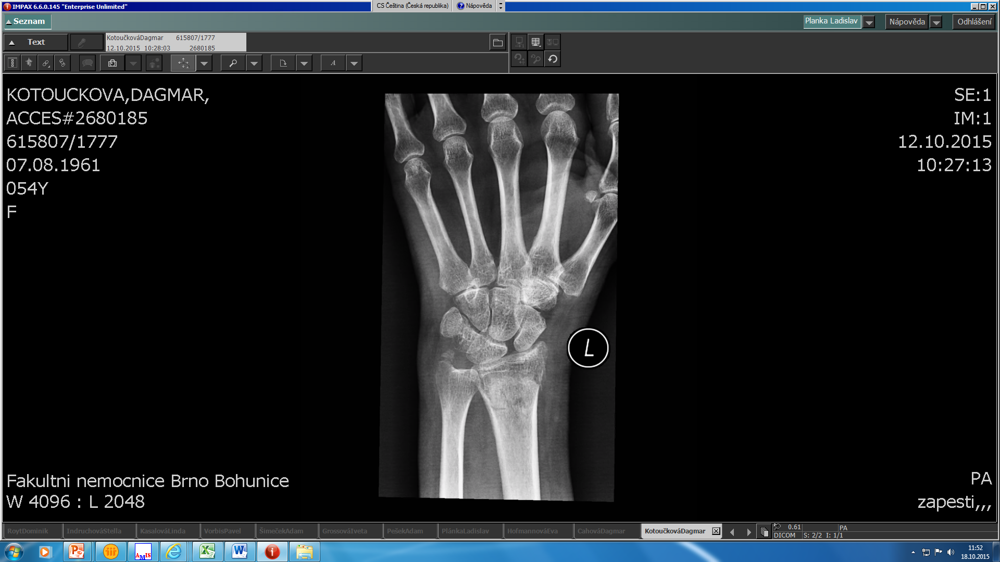 IMPAX 6.6.0.145 "Enterprise Unlimited"
CS Čeština (Česká republika)
? Nápověda
Seznam
Planka Ladislav
Nápověda
Odhlášení
Text
KotoučkováDagmar 615807/1777
12.10.2015 10:28:03 2680185
A
KOTOUCKOVA,DAGMAR,
ACCES#2680185
615807/1777
07.08.1961
054Y
F
SE:1
IM:1
12.10.2015
10:27:13
L
Fakultni nemocnice Brno Bohunice
W 4096 : L 2048
PA
zapesti,,,
RoytDominik
IndruchováStella
KasalováLinda
VorbisPavel
ŠimečekAdam
GrossováIveta
PešekAdam
PlánkaLadislav
HofmannováEva
CahováDagmar
KotoučkováDagmar
0.61 PA
DICOM S: 2/2 I: 1/1
AMIS
11:52
18.10.2015